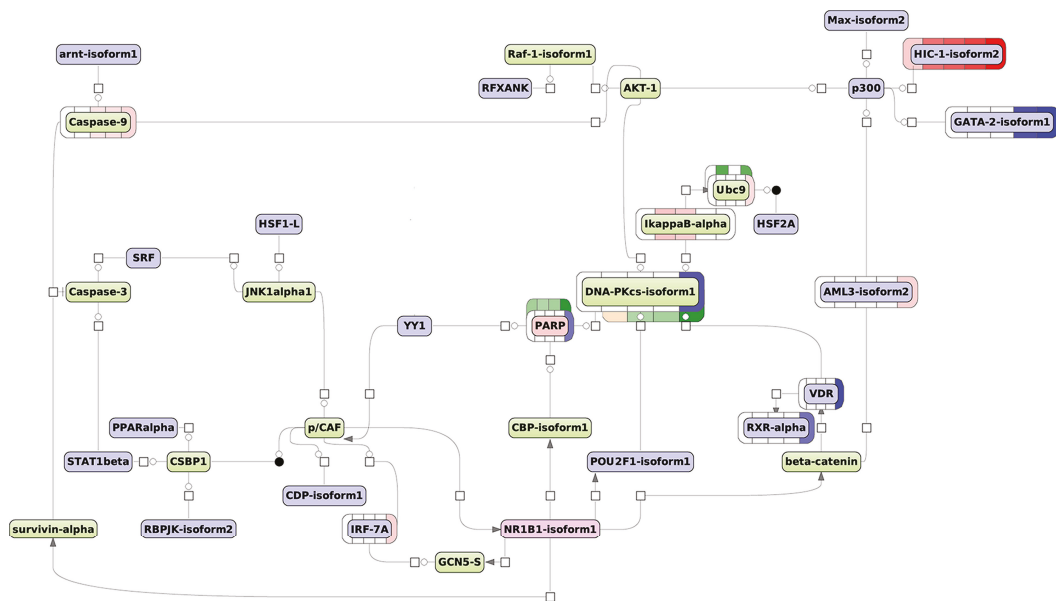 Max-isoform2
arnt-isoform1
Raf-1-isoform1
HIC-1-isoform2
RFXANK
AKT-1
p300
Caspase-9
GATA-2-isoform1
Ubc9
HSF1-L
IkappaB-alpha
HSF2A
SRF
Caspase-3
JNK1alpha1
DNA-PKcs-isoform1
AML3-isoform2
YY1
PARP
VDR
PPARalpha
p/CAF
CBP-isoform1
RXR-alpha
STAT1beta
CSBP1
POU2F1-isoform1
beta-catenin
CDP-isoform1
survivin-alpha
RBPJK-isoform2
IRF-7A
NR1B1-isoform1
GCN5-S